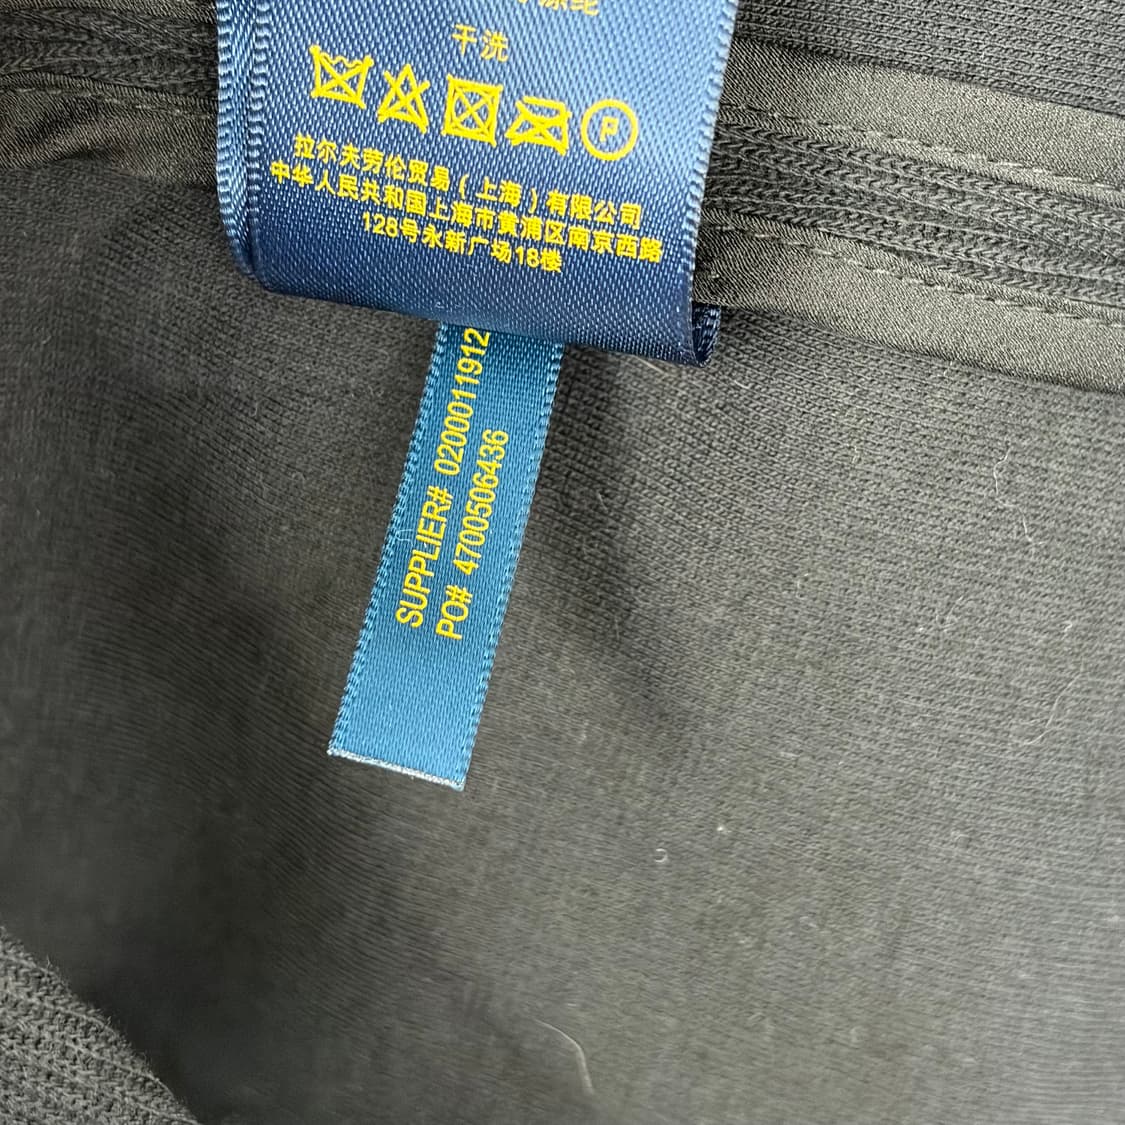 干洗
P
拉尔夫劳伦贸易（上海）有限公司
中华人民共和国上海市黄浦区南京西路
128号永新广场18楼
SUPPLIER# 0200011912
PO# 4700506436